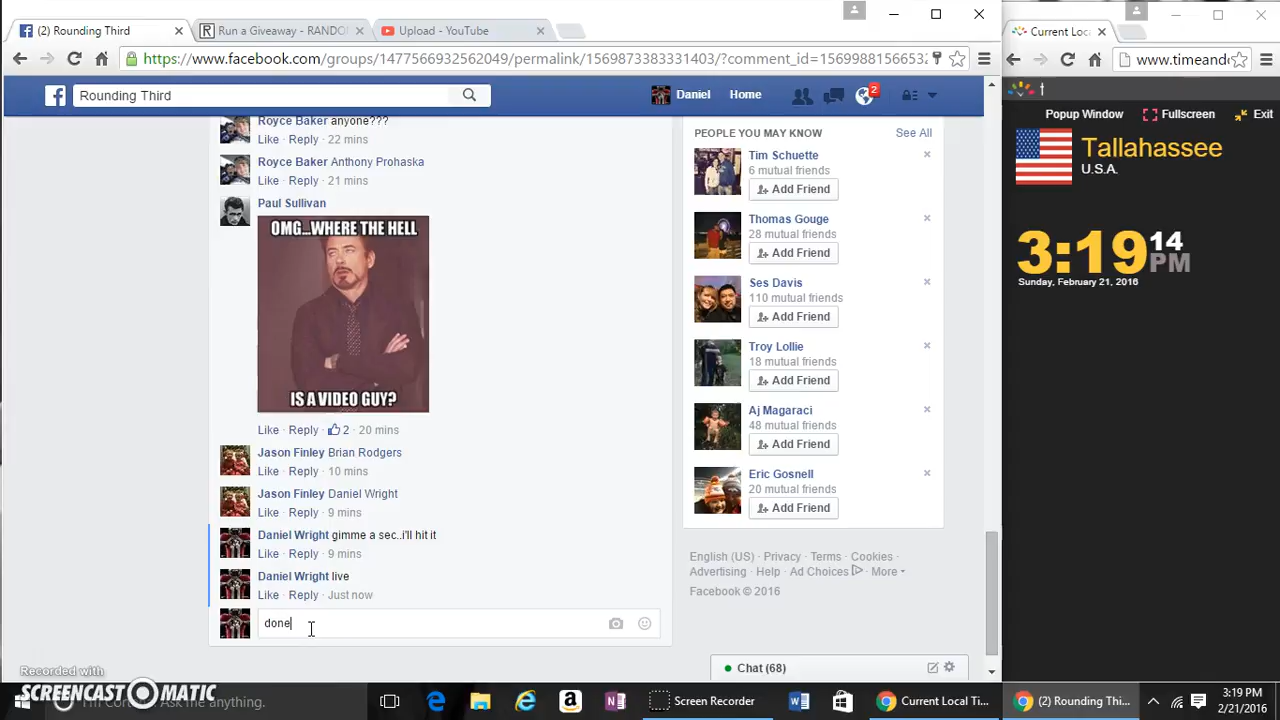 (2) Rounding Third
Run a Giveaway - RANDO
Upload - YouTube
Current Loc
https://www.facebook.com/groups/1477566932562049/permalink/1569873383331403/?comment_id=15699881566532
www.timeand
Rounding Third
Daniel
Home
2
Popup Window
Fullscreen
Exit
Tallahassee
U.S.A.
3:19 14 PM
Sunday, February 21, 2016
Royce Baker anyone???
Like · Reply · 22 mins
Royce Baker Anthony Prohaska
Like · Reply · 21 mins
Paul Sullivan
OMG...WHERE THE HELL
IS A VIDEO GUY?
Like · Reply · 2 · 20 mins
Jason Finley Brian Rodgers
Like · Reply · 10 mins
Jason Finley Daniel Wright
Like · Reply · 9 mins
Daniel Wright gimme a sec..i'll hit it
Like · Reply · 9 mins
Daniel Wright live
Like · Reply · Just now
done
PEOPLE YOU MAY KNOW
See All
Tim Schuette
6 mutual friends
Add Friend
Thomas Gouge
28 mutual friends
Add Friend
Ses Davis
110 mutual friends
Add Friend
Troy Lollie
18 mutual friends
Add Friend
Aj Magaraci
48 mutual friends
Add Friend
Eric Gosnell
20 mutual friends
Add Friend
English (US) · Privacy · Terms · Cookies ·
Advertising · Help · Ad Choices · More
Facebook © 2016
Chat (68)
Recorded with
SCREENCAST MATIC
Ask me anything.
Screen Recorder
Current Local Ti...
(2) Rounding Thi...
3:19 PM
2/21/2016